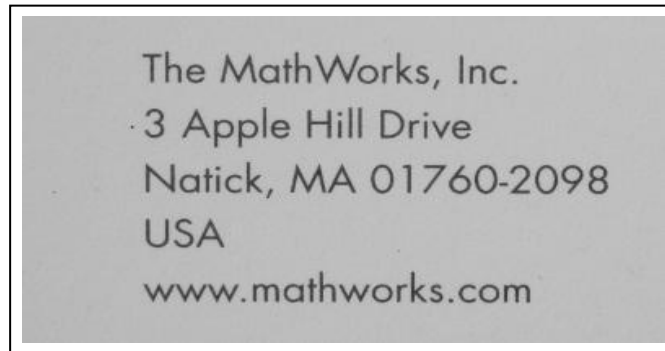 The MathWorks, Inc.
3 Apple Hill Drive
Natick, MA 01760-2098
USA
www.mathworks.com